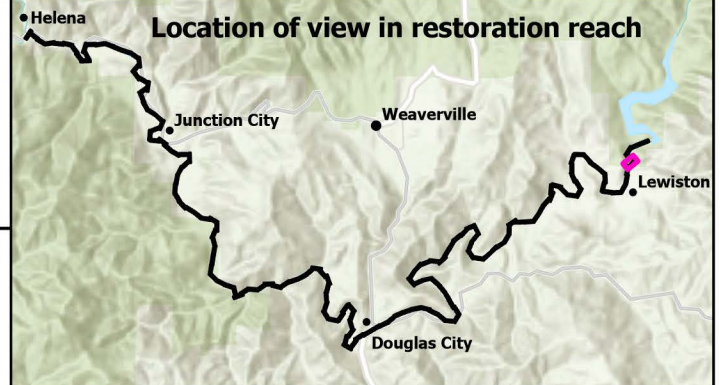 Helena
Location of view in restoration reach
Junction City
Weaverville
Lewiston
Douglas City